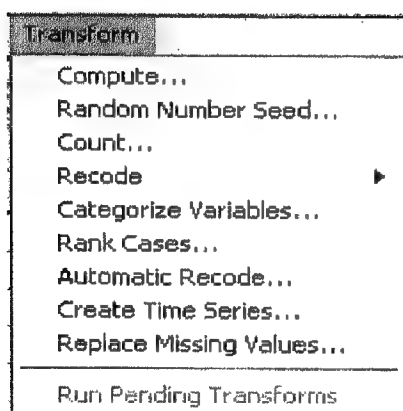 Transform
Compute...
Random Number Seed...
Count...
Recode
Categorize Variables...
Rank Cases...
Automatic Recode...
Create Time Series...
Replace Missing Values...
Run Pending Transforms